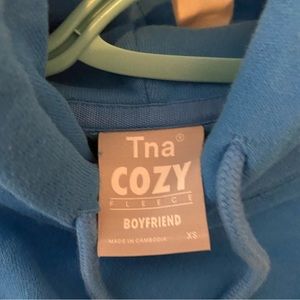 Tna®
COZY
FLEECE
BOYFRIEND
MADE IN CAMBODIA XS